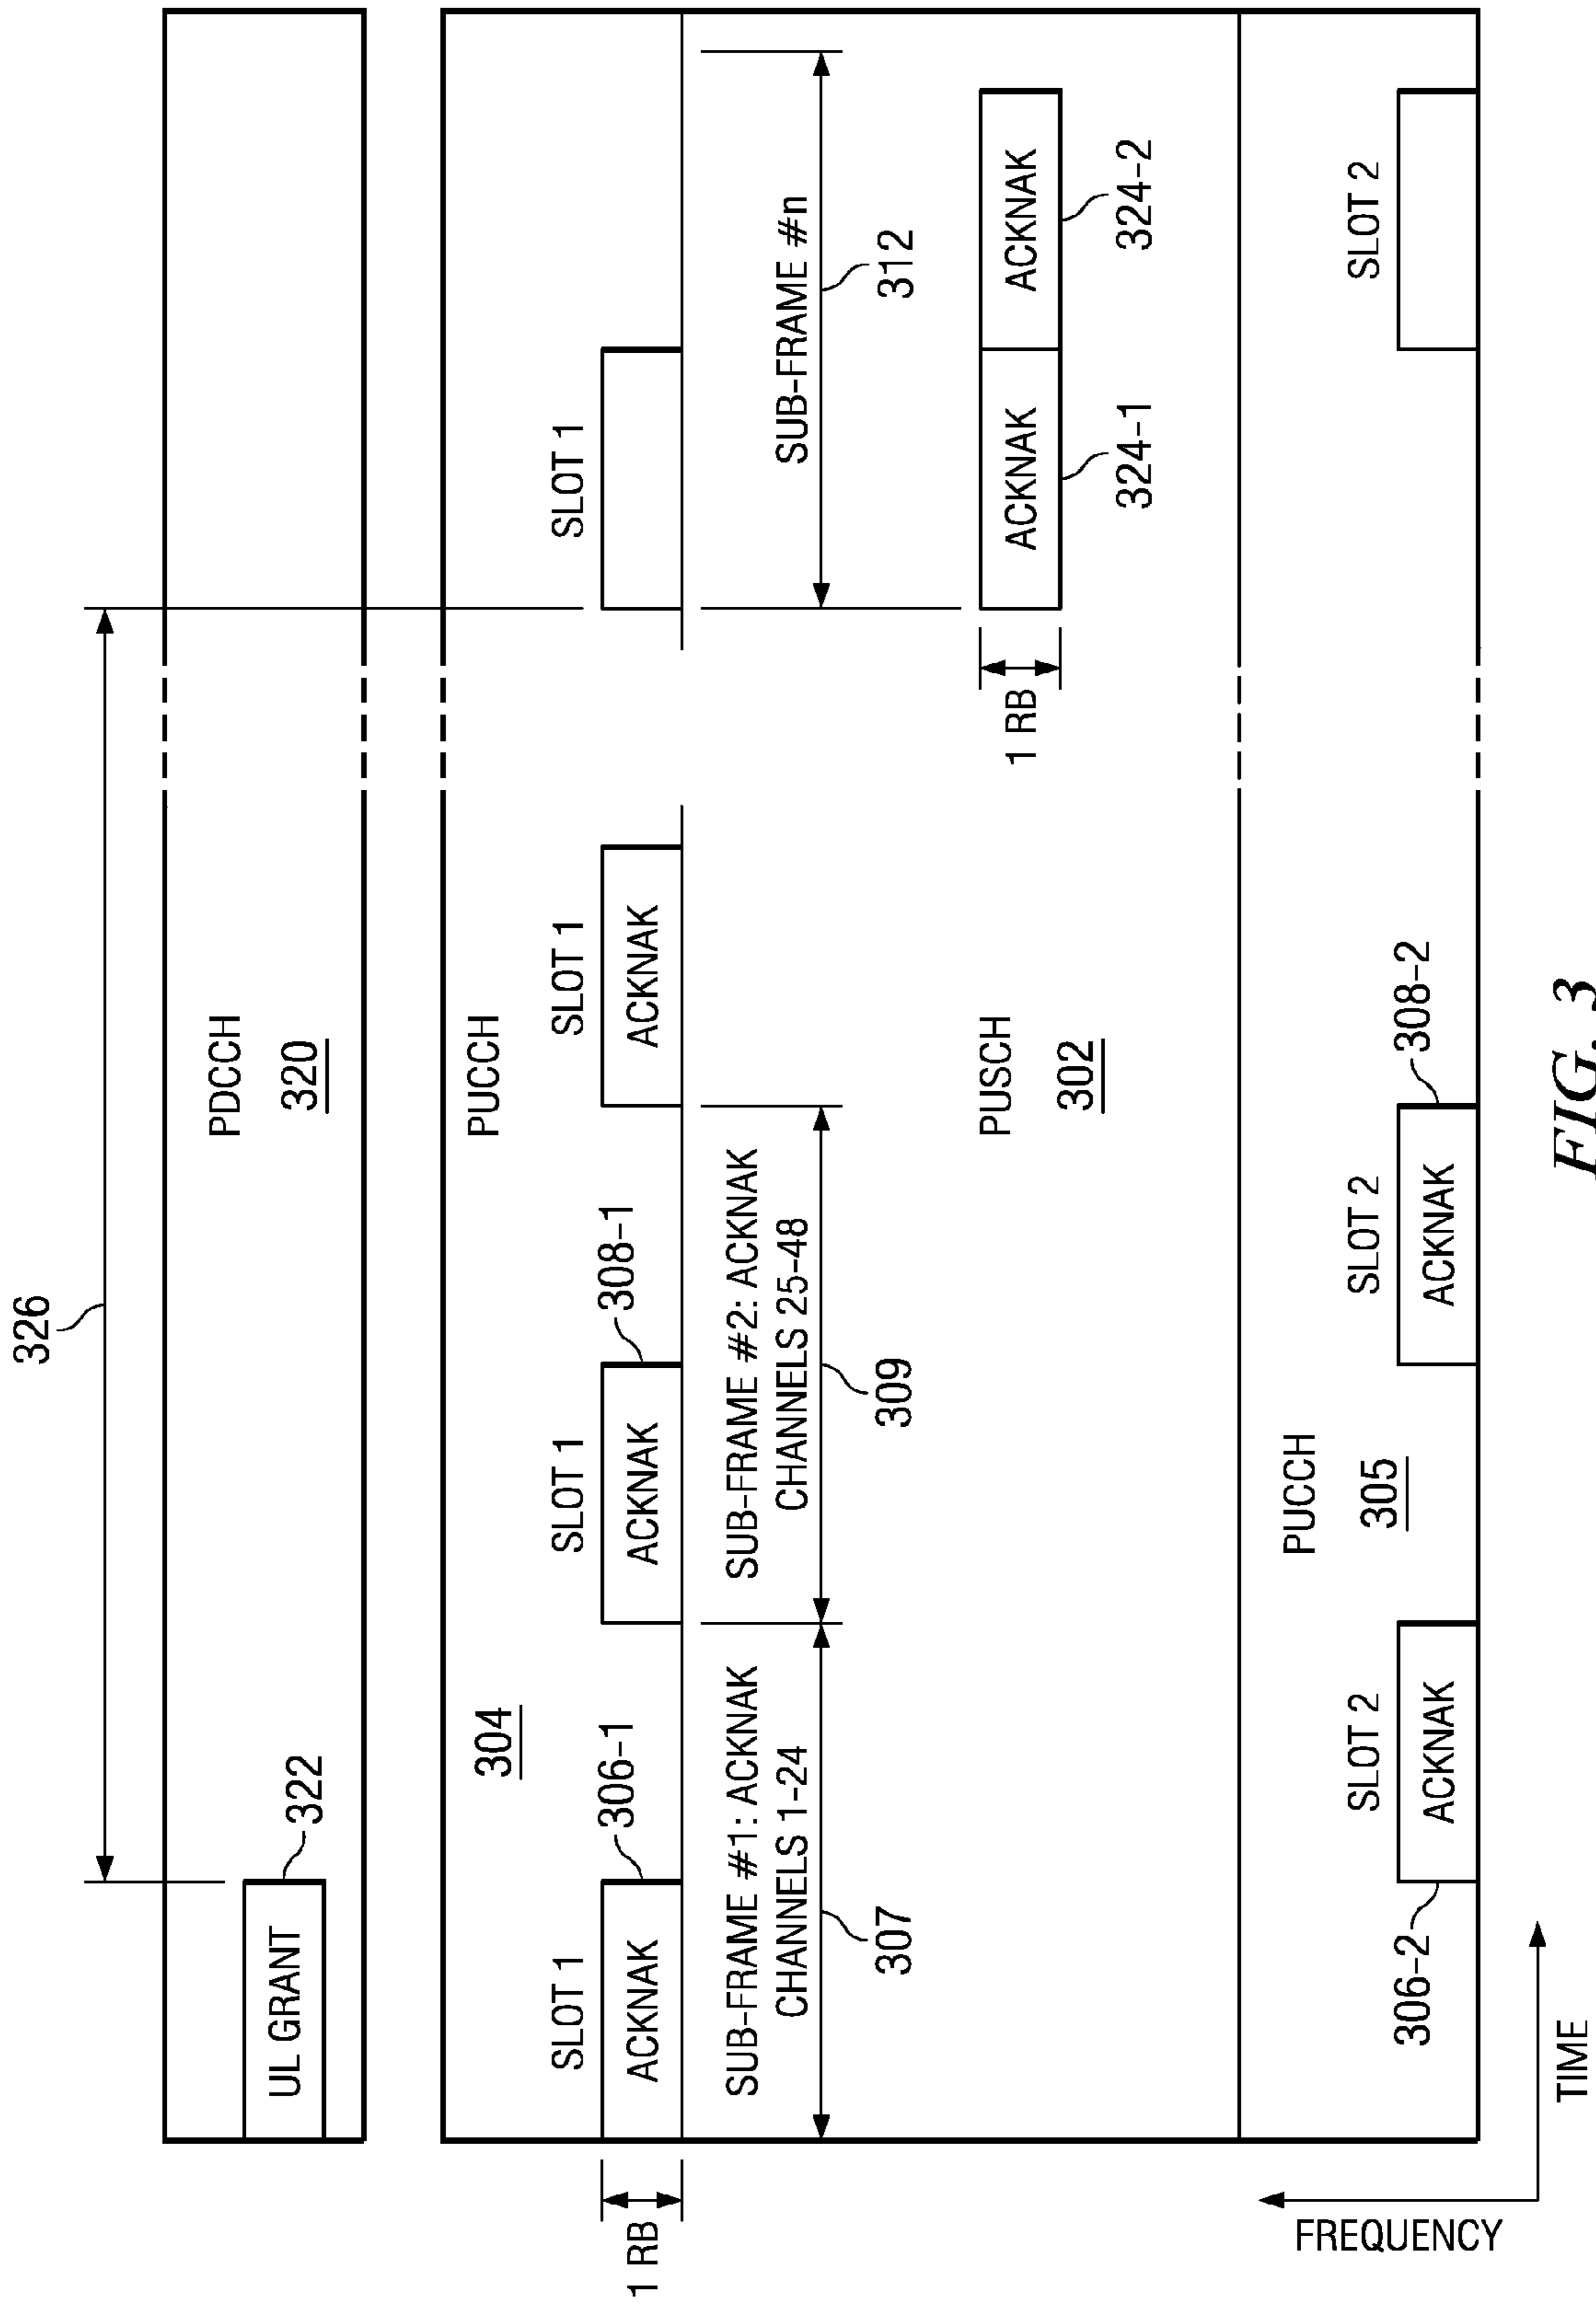 326
UL GRANT
322
PDCCH
320
PUCCH
304
SLOT 1
ACKNAK
306-1
SLOT 1
ACKNAK
308-1
SLOT 1
ACKNAK
SLOT 1
1 RB
SUB-FRAME #1: ACKNAK
CHANNELS 1-24
307
SUB-FRAME #2: ACKNAK
CHANNELS 25-48
309
SUB-FRAME #n
312
PUSCH
302
1 RB
ACKNAK
324-1
ACKNAK
324-2
PUCCH
305
SLOT 2
ACKNAK
306-2
SLOT 2
ACKNAK
308-2
SLOT 2
FREQUENCY
TIME
FIG. 3